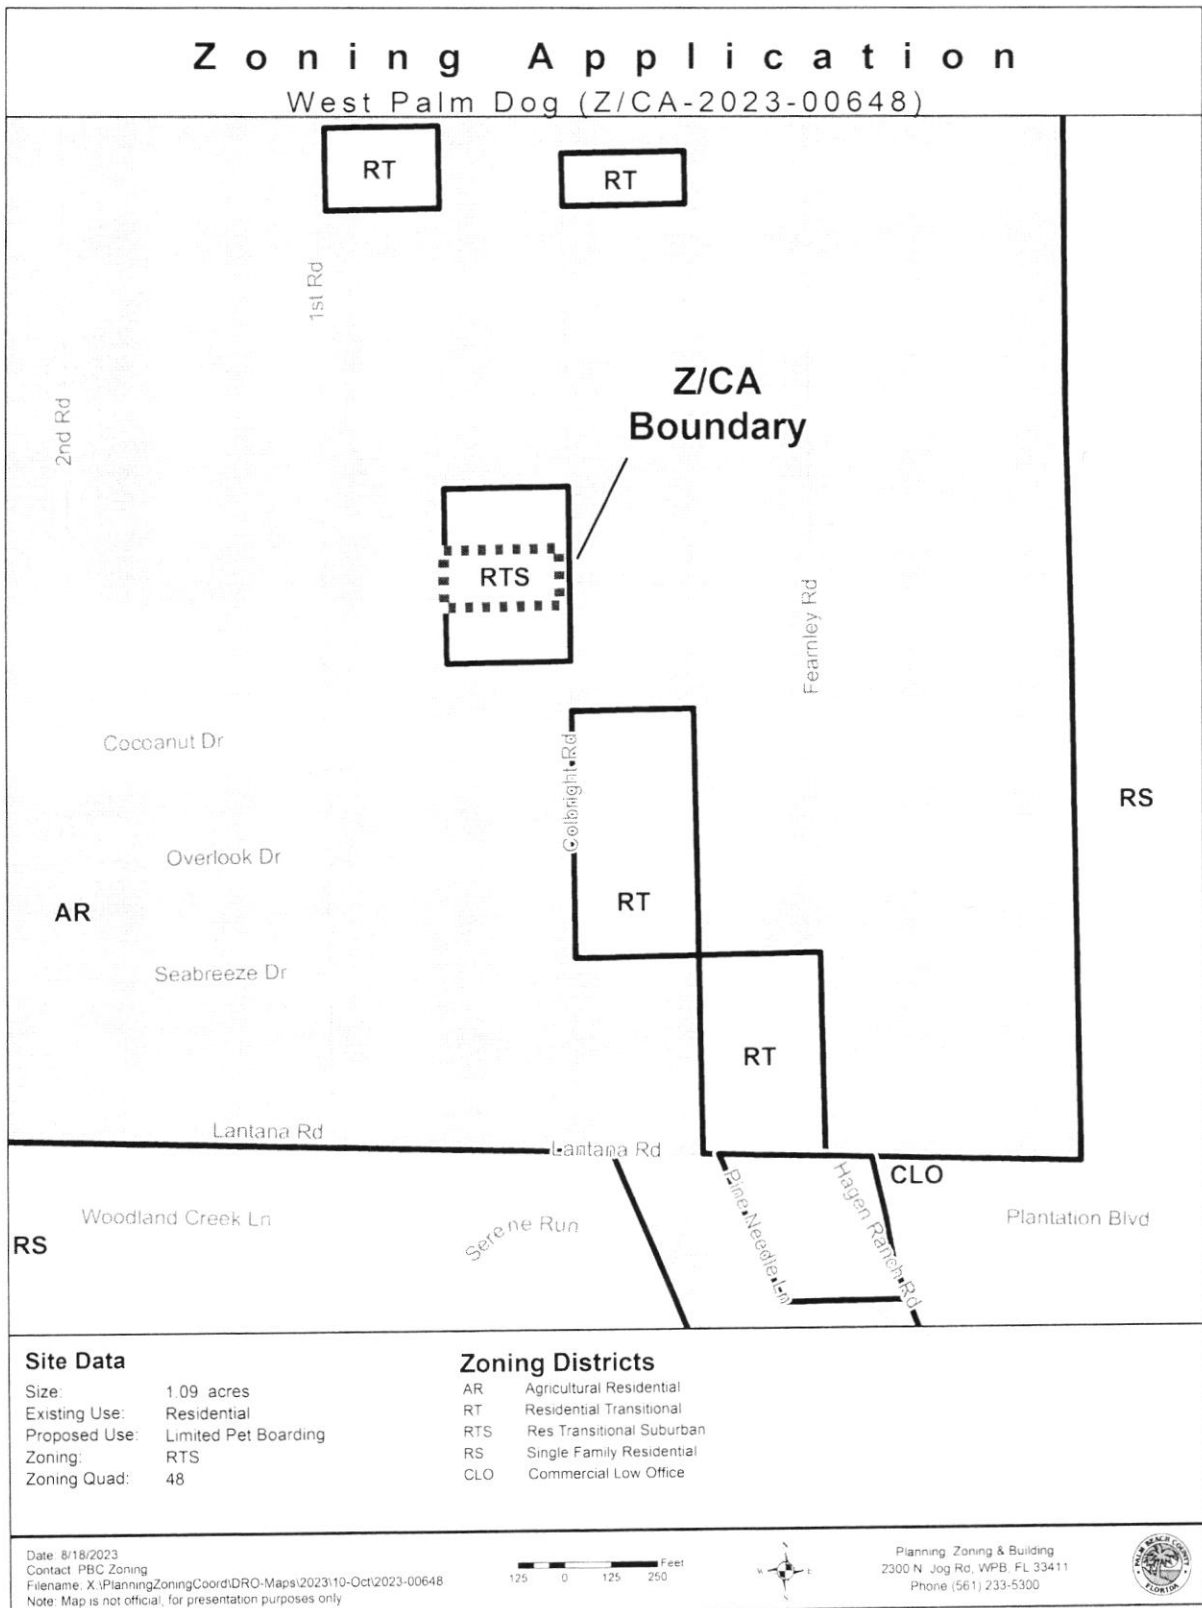 Zoning Application
West Palm Dog (Z/CA-2023-00648)
RT
RT
1st Rd
Z/CA
Boundary
2nd Rd
RTS
Fearnley Rd
Cocoanut Dr
Colbright Rd
RS
Overlook Dr
RT
AR
Seabreeze Dr
RT
Lantana Rd
Lantana Rd
CLO
Pine Needle Ln
Hagen Ranch Rd
Woodland Creek Ln
Serene Run
Plantation Blvd
RS
Site Data
Size: 1.09 acres
Existing Use: Residential
Proposed Use: Limited Pet Boarding
Zoning: RTS
Zoning Quad: 48
Zoning Districts
AR Agricultural Residential
RT Residential Transitional
RTS Res Transitional Suburban
RS Single Family Residential
CLO Commercial Low Office
Date: 8/18/2023
Contact: PBC Zoning
Filename: X:\PlanningZoningCoord\DRO-Maps\2023\10-Oct\2023-00648
Note: Map is not official, for presentation purposes only
Feet
125 0 125 250
W E
Planning, Zoning & Building
2300 N. Jog Rd, WPB, FL 33411
Phone (561) 233-5300
PALM BEACH COUNTY
FLORIDA